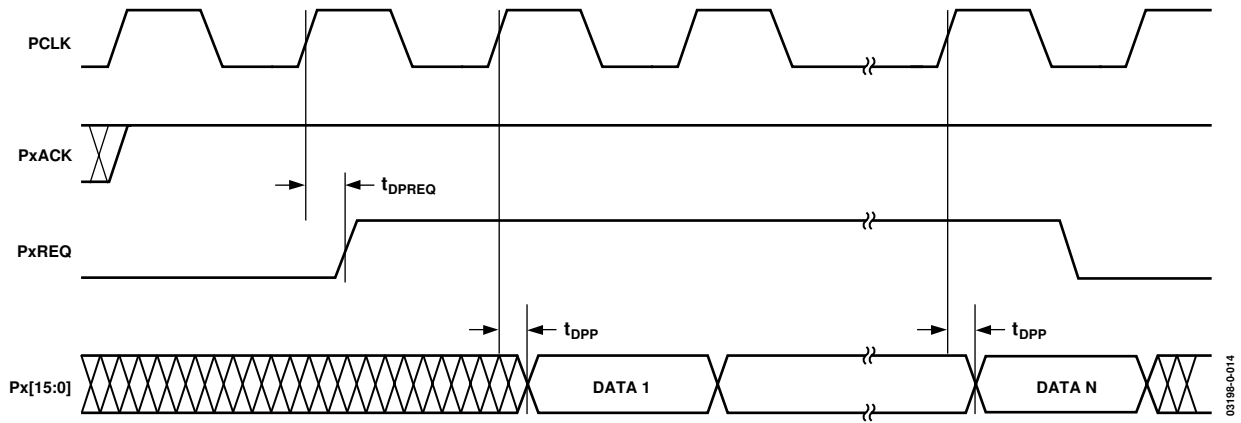 PCLK
PxACK
tDPREQ
PxREQ
tDPP
tDPP
Px[15:0]
DATA 1
DATA N
03198-0-014